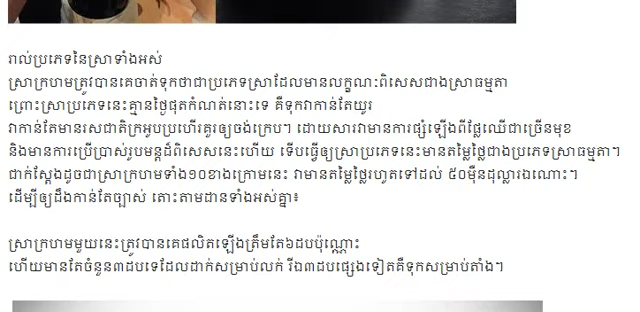 រាល់ប្រភេទនៃស្រាទាំងអស់
ស្រាក្រហមត្រូវបានគេចាត់ទុកថាជាប្រភេទស្រាដែលមានលក្ខណៈពិសេសជាងស្រាធម្មតា
ព្រោះស្រាប្រភេទនេះគ្មានថ្ងៃផុតកំណត់នោះទេ គឺទុកវាកាន់តែយូរ
វាកាន់តែមានរសជាតិក្រអូបប្រហើរគួរឲ្យចង់ក្រេប។ ដោយសារវាមានការផ្សំឡើងពីផ្លែឈើជាច្រើនមុខ
និងមានការប្រើប្រាស់រូបមន្តដ៏ពិសេសនេះហើយ ទើបធ្វើឲ្យស្រាប្រភេទនេះមានតម្លៃថ្លៃជាងប្រភេទស្រាធម្មតា។
ជាក់ស្តែងដូចជាស្រាក្រហមទាំង១០ខាងក្រោមនេះ វាមានតម្លៃថ្លៃរហូតទៅដល់ ៥០ម៉ឺនដុល្លារឯណោះ។
ដើម្បីឲ្យដឹងកាន់តែច្បាស់ តោះតាមដានទាំងអស់គ្នា៖
ស្រាក្រហមមួយនេះត្រូវបានគេផលិតឡើងត្រឹមតែ៦ដបប៉ុណ្ណោះ
ហើយមានតែចំនួន៣ដបទេដែលដាក់សម្រាប់លក់ រីឯ៣ដបផ្សេងទៀតគឺទុកសម្រាប់តាំង។